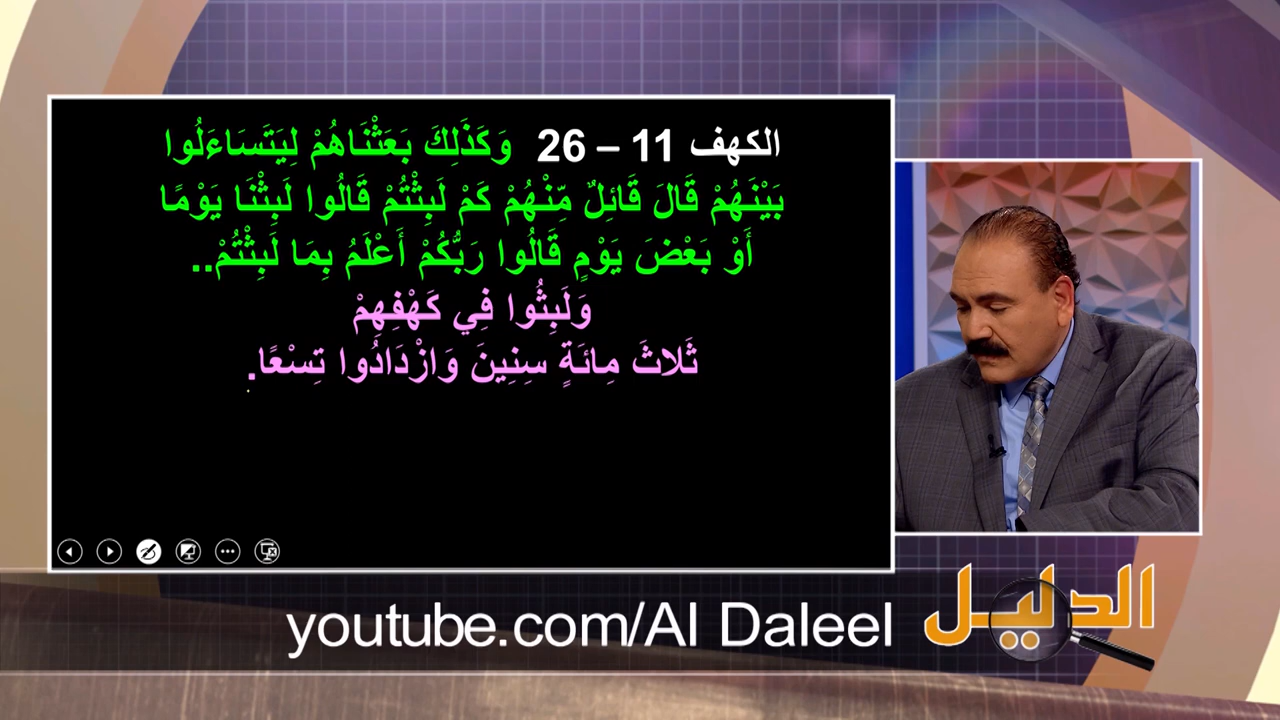 الكهف 11 – 26 وَكَذَلِكَ بَعَثْنَاهُمْ لِيَتَسَاءَلُوا
بَيْنَهُمْ قَالَ قَائِلٌ مِّنْهُمْ كَمْ لَبِثْتُمْ قَالُوا لَبِثْنَا يَوْمًا
أَوْ بَعْضَ يَوْمٍ قَالُوا رَبُّكُمْ أَعْلَمُ بِمَا لَبِثْتُمْ..
وَلَبِثُوا فِي كَهْفِهِمْ
ثَلاثَ مِائَةٍ سِنِينَ وَازْدَادُوا تِسْعًا.
youtube.com/Al Daleel
الدليل